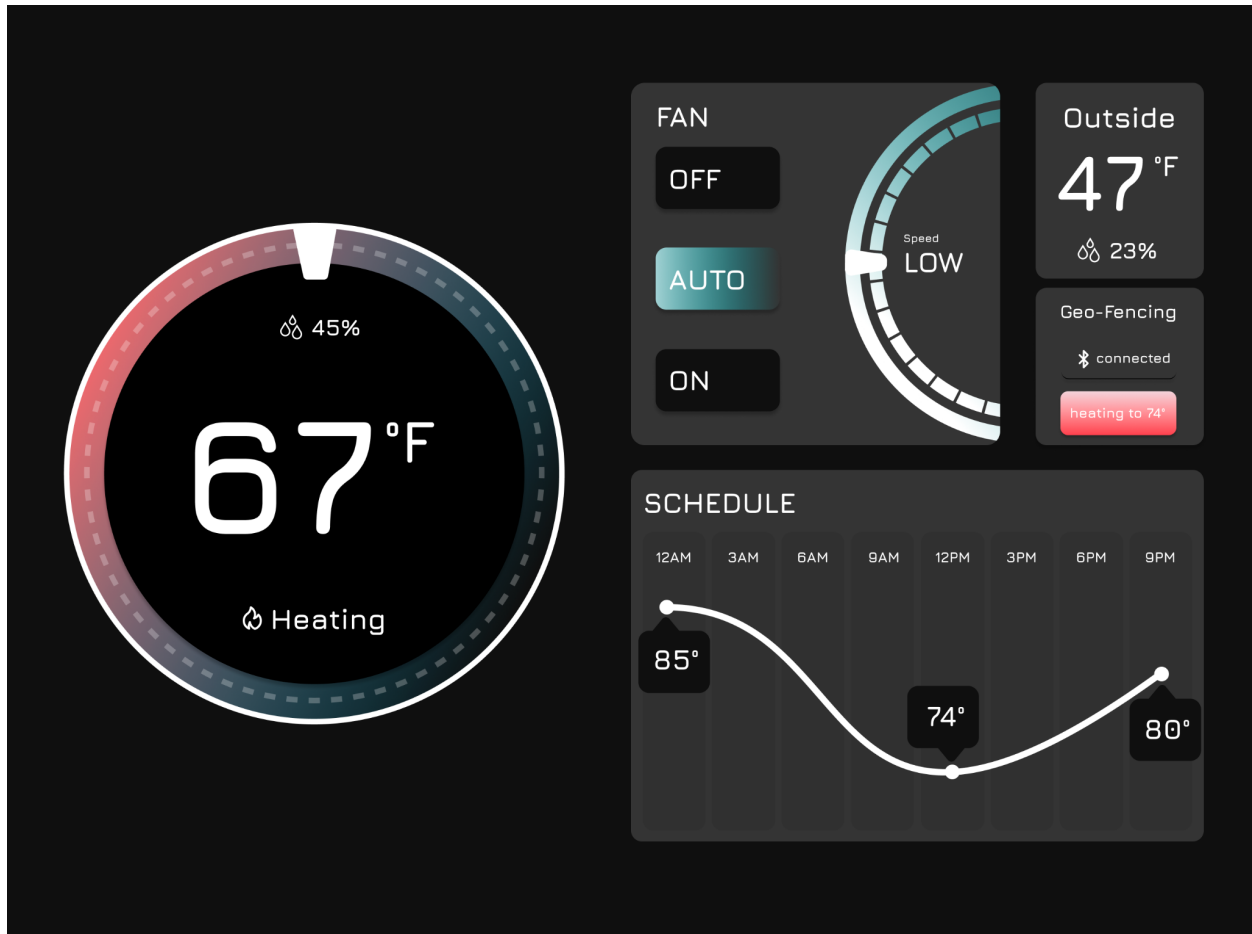 45%
67°F
Heating
FAN
OFF
AUTO
ON
Speed
LOW
Outside
47°F
23%
Geo-Fencing
connected
heating to 74°
SCHEDULE
12AM 3AM 6AM 9AM 12PM 3PM 6PM 9PM
85°
74°
80°